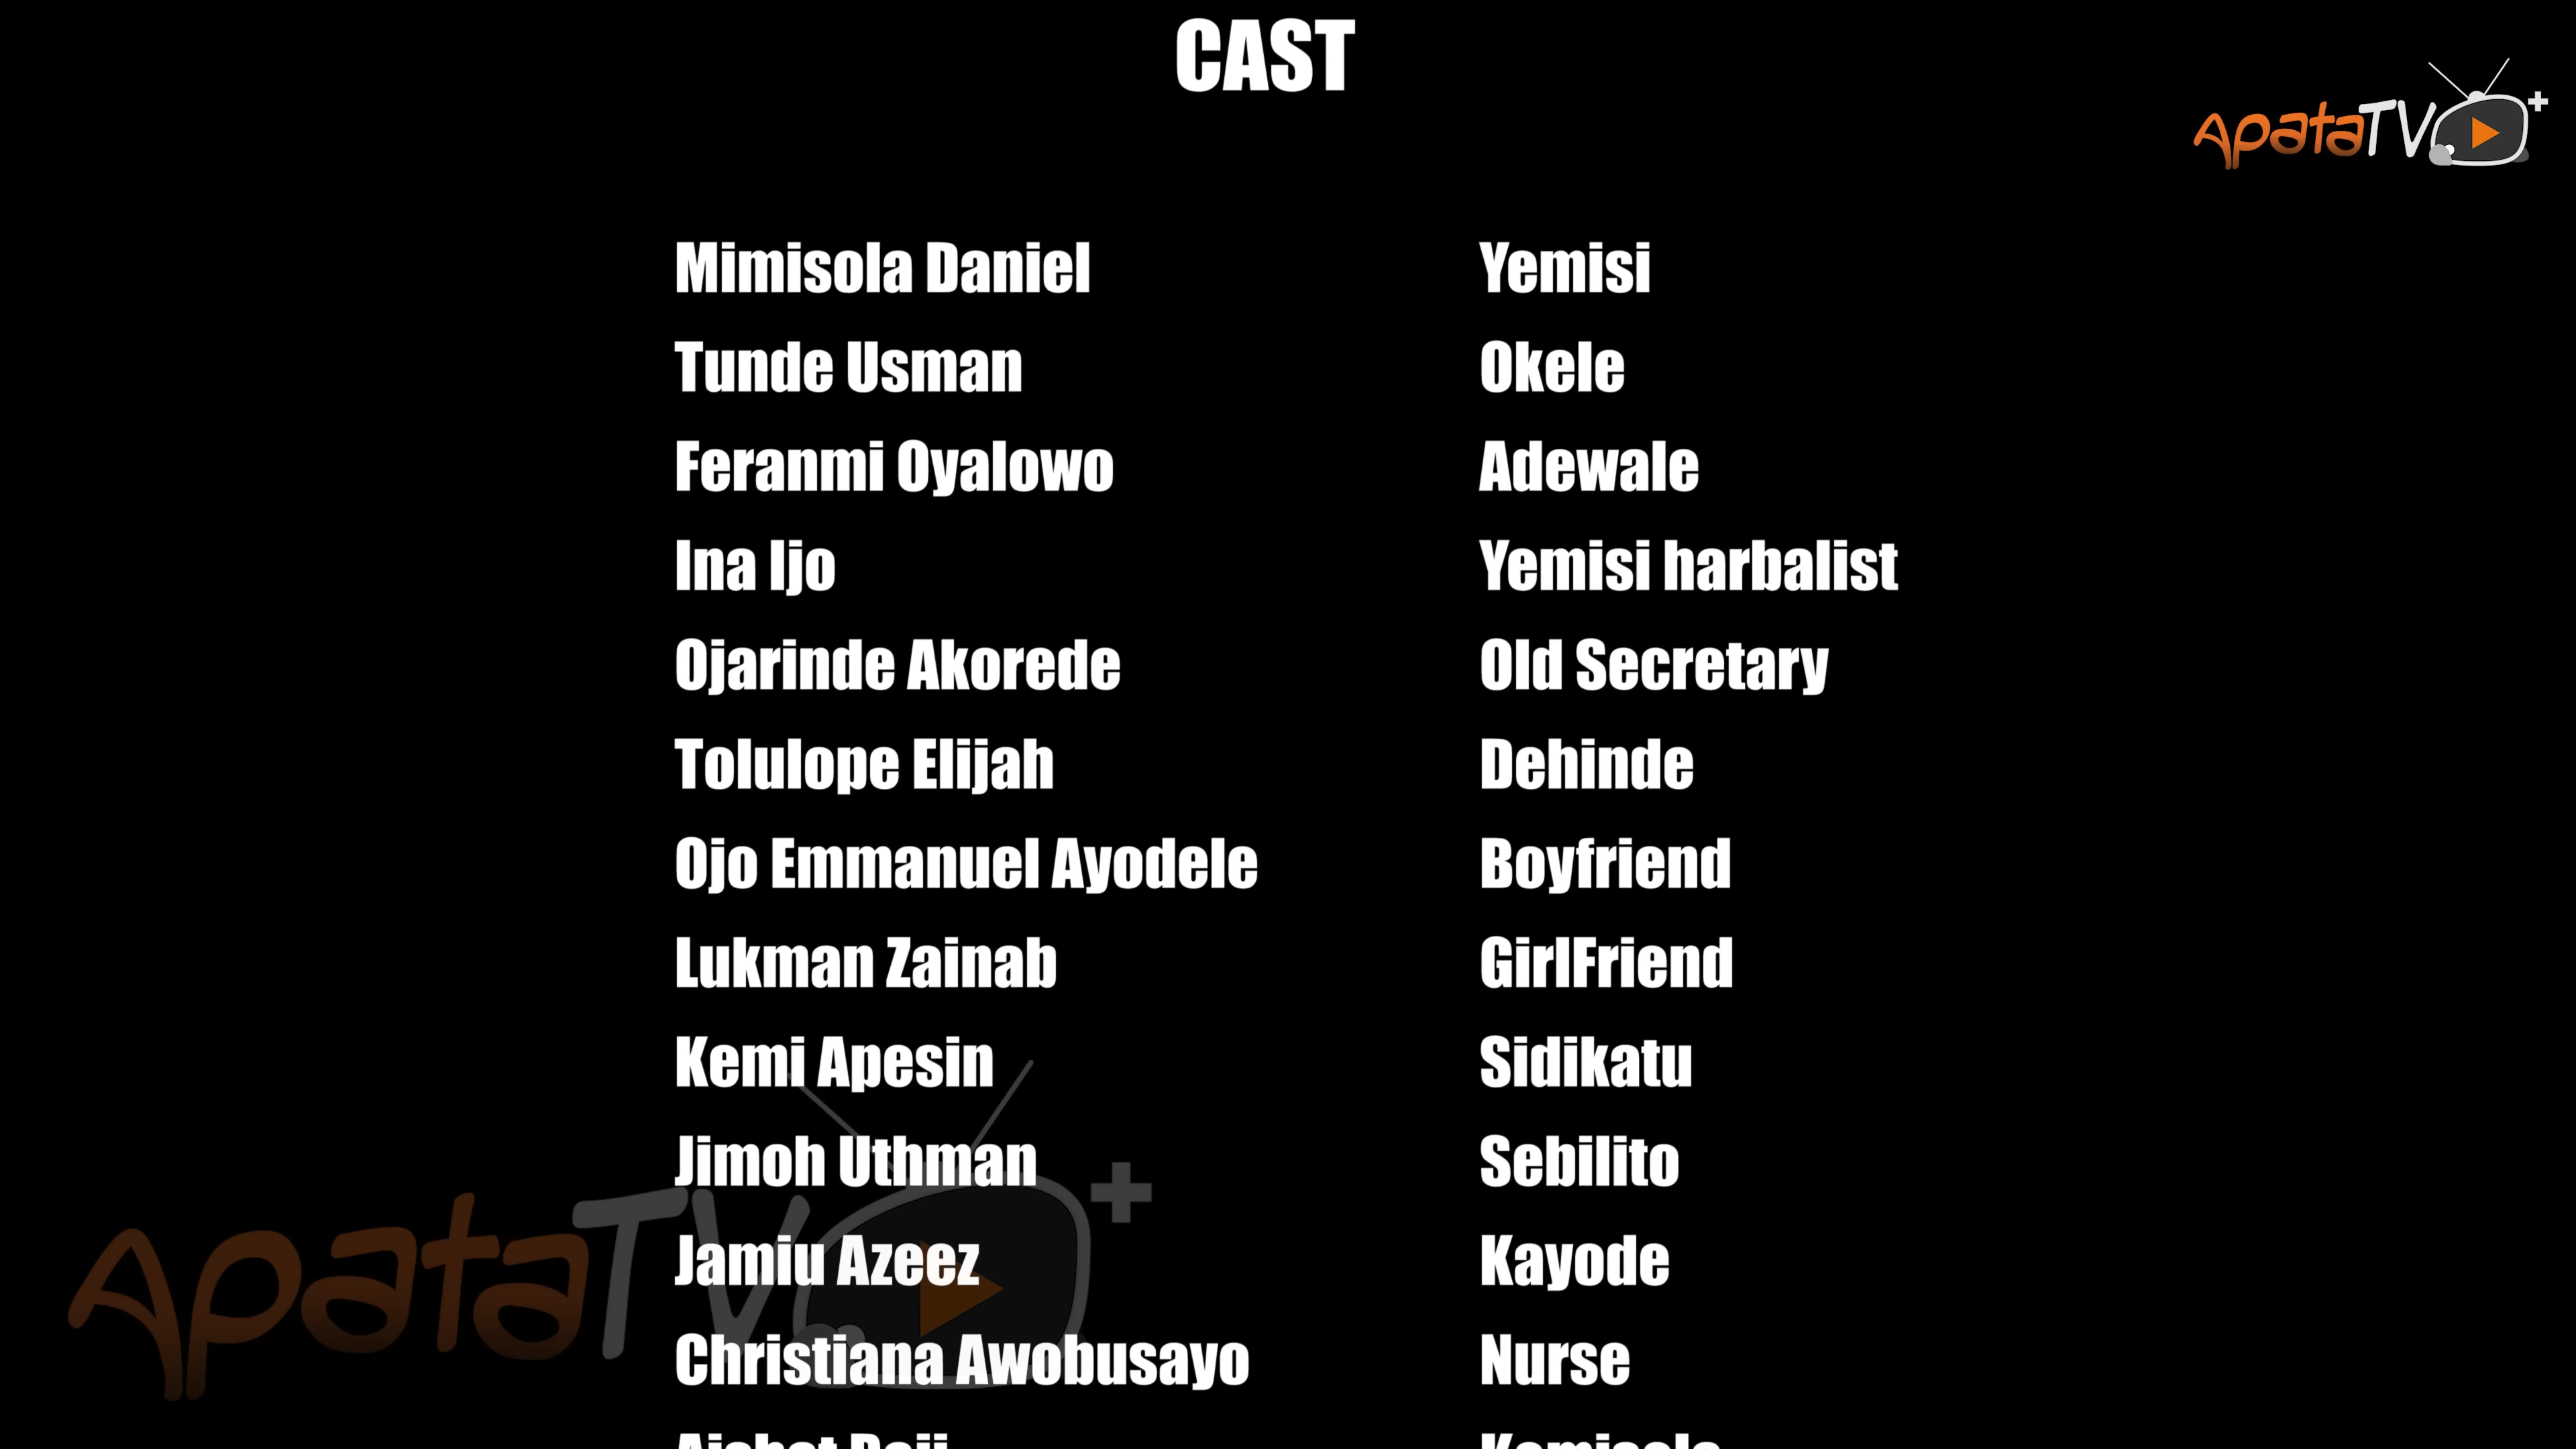 CAST
ApataTV+
Mimisola Daniel Yemisi
Tunde Usman Okele
Feranmi Oyalowo Adewale
Ina Ijo Yemisi harbalist
Ojarinde Akorede Old Secretary
Tolulope Elijah Dehinde
Ojo Emmanuel Ayodele Boyfriend
Lukman Zainab GirlFriend
Kemi Apesin Sidikatu
Jimoh Uthman Sebilito
Jamiu Azeez Kayode
Christiana Awobusayo Nurse
ApataTV+